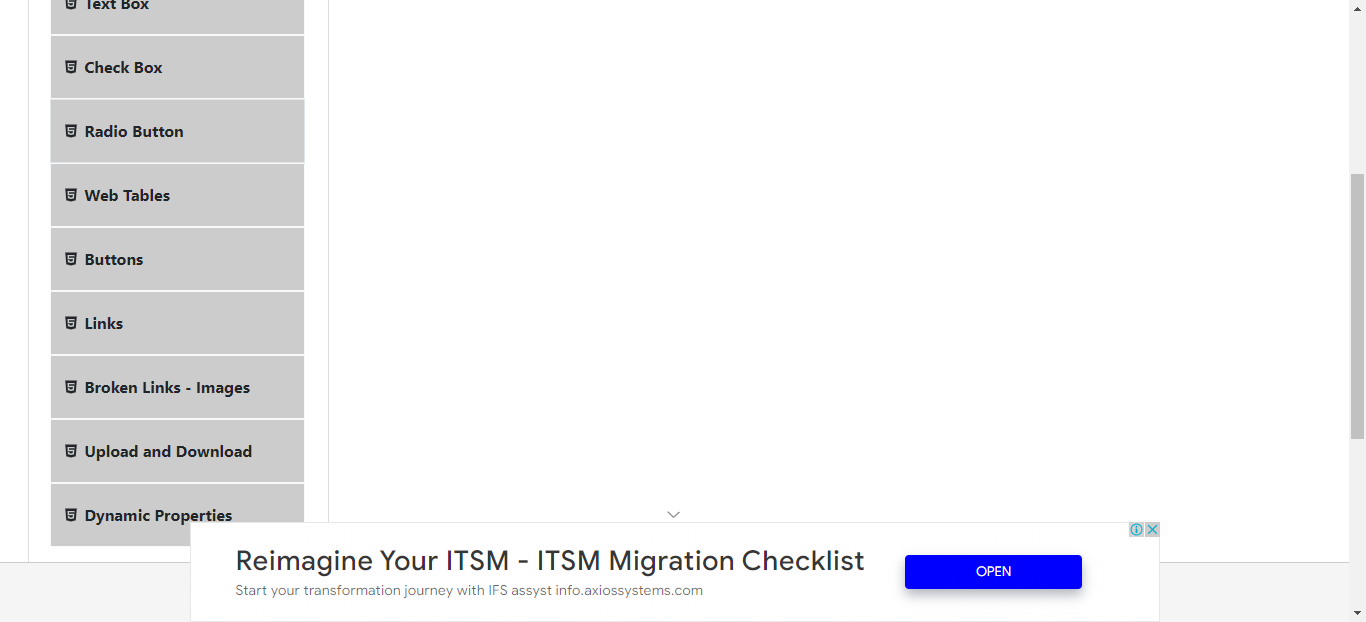 Text Box
Check Box
Radio Button
Web Tables
Buttons
Links
Broken Links - Images
Upload and Download
Dynamic Properties
Reimagine Your ITSM - ITSM Migration Checklist
Start your transformation journey with IFS assyst info.axiossystems.com
OPEN